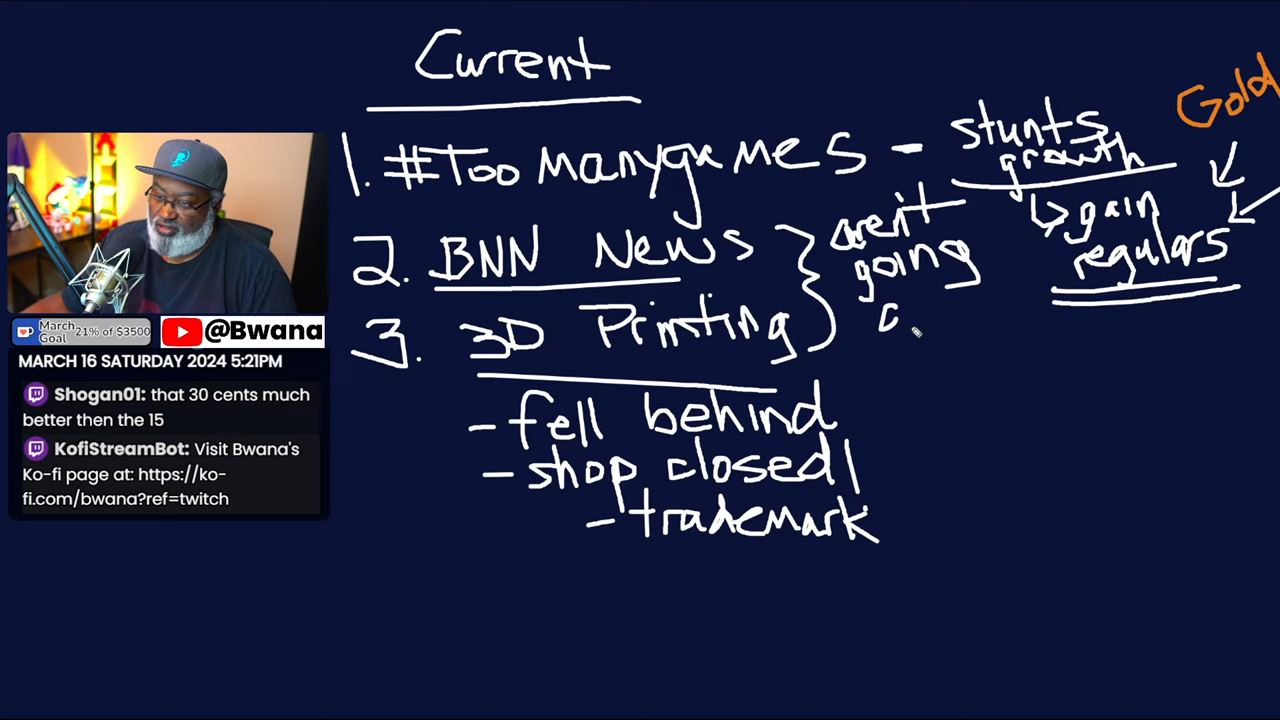 Current
1. #TooManygames - stunts
growth
↳ gain
regulars
Gold
2. BNN News
3. 3D Printing
aren't
going
a
- fell behind
- shop closed
- trademark
March
Goal
21% of $3500
@Bwana
MARCH 16 SATURDAY 2024 5:21PM
Shogan01: that 30 cents much
better then the 15
KofiStreamBot: Visit Bwana's
Ko-fi page at: https://ko-
fi.com/bwana?ref=twitch